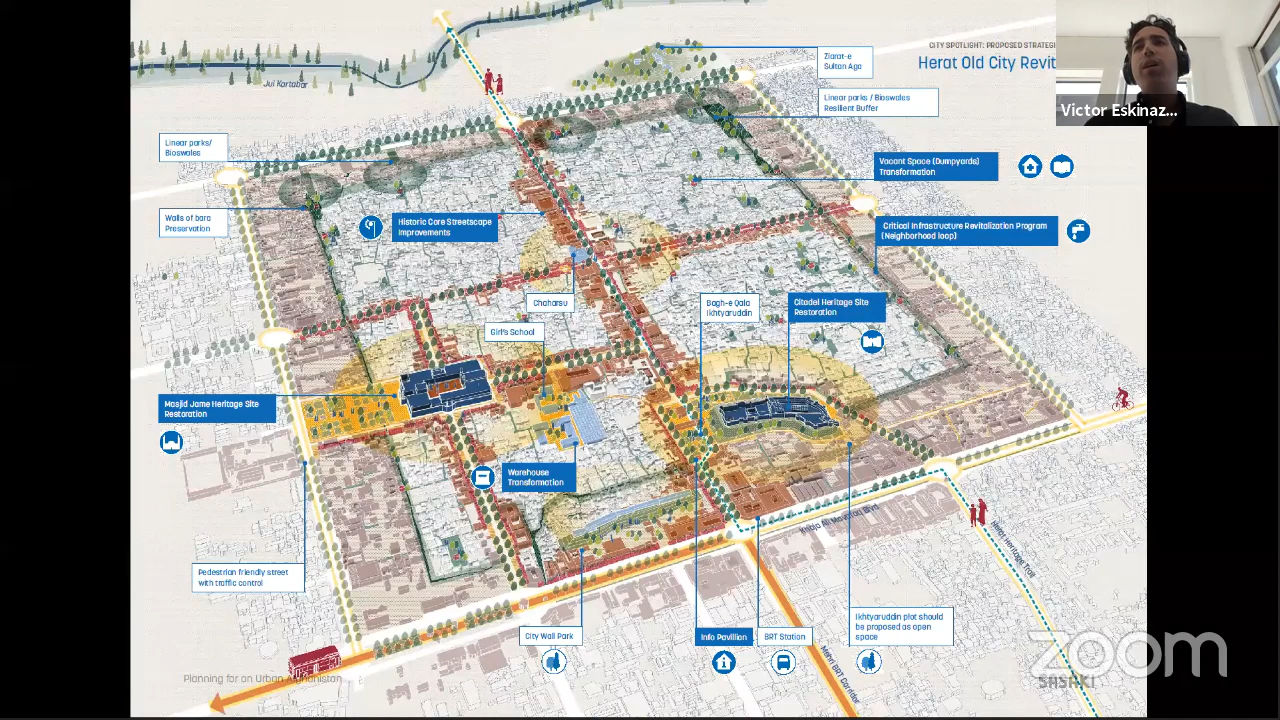 CITY SPOTLIGHT: PROPOSED STRATEGI
Herat Old City Revit
Victor Eskinaz...
Ziarat-e
Sultan Aga
Linear parks / Bioswales
Resilient Buffer
Jui Kartabar
Linear parks/
Bioswales
Vacant Space (Dumpyards)
Transformation
Walls of bara
Preservation
Historic Core Streetscape
Improvements
Critical Infrastructure Revitalization Program
(Neighborhood loop)
Chaharsu
Bagh-e Qala
Ikhtyaruddin
Citadel Heritage Site
Restoration
Girl's School
Masjid Jame Heritage Site
Restoration
Warehouse
Transformation
Herat Heritage Trail
Pedestrian friendly street
with traffic control
City Wall Park
Info Pavillion
BRT Station
Ikhtyaruddin plot should
be proposed as open
space
BRT Corridor
Planning for an Urban Afghanistan
zoom
SASAKI